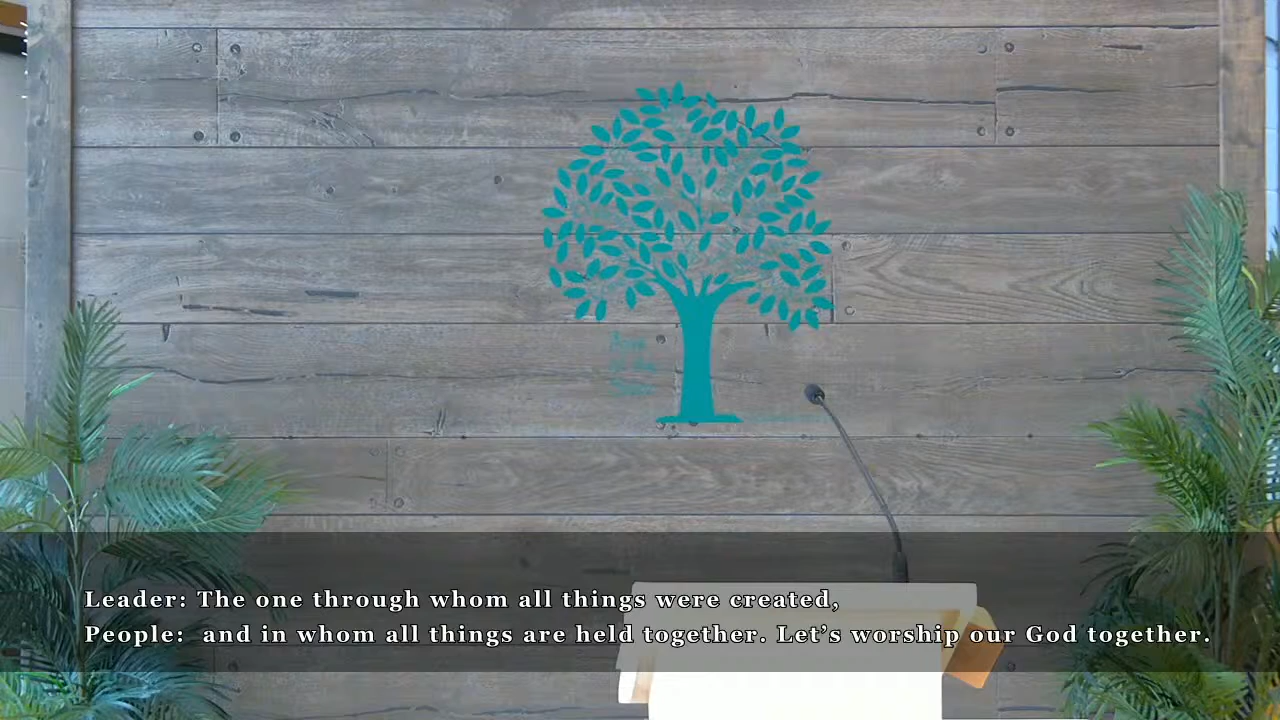 Leader: The one through whom all things were created,
People: and in whom all things are held together. Let’s worship our God together.